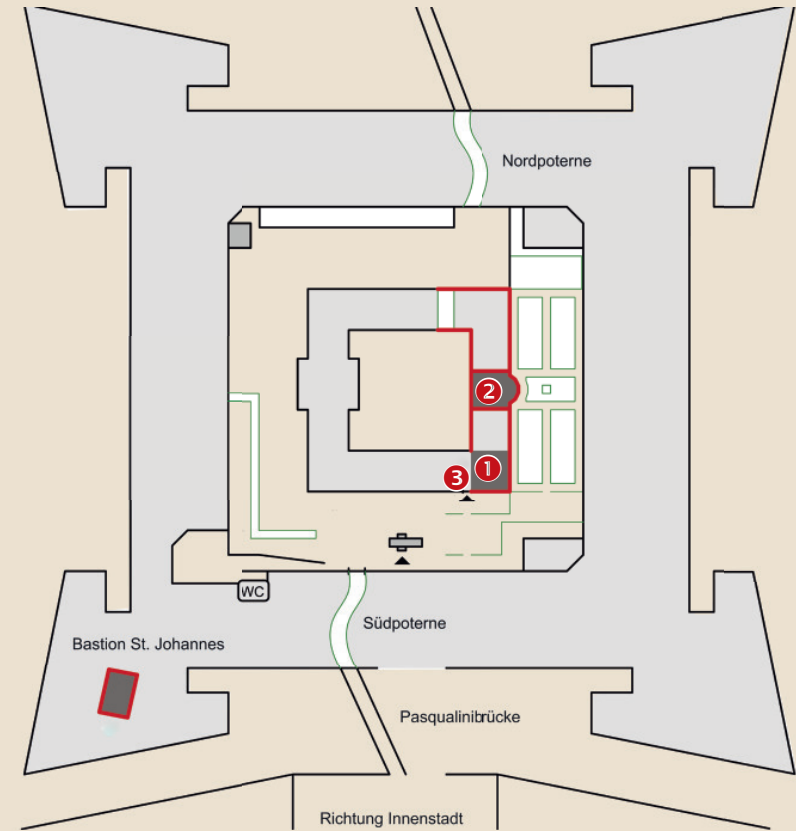 Nordpoterne
2
1
3
WC
Südpoterne
Bastion St. Johannes
Pasqualinibrücke
Richtung Innenstadt